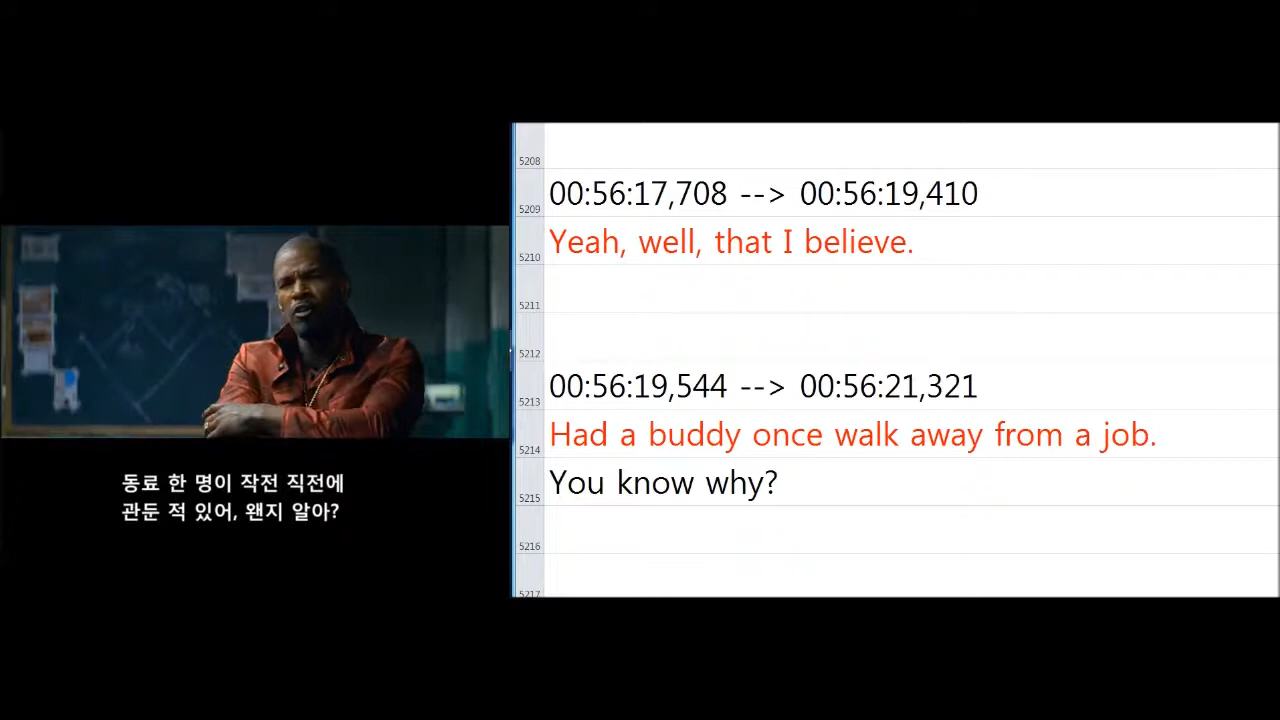 동료 한 명이 작전 직전에
관둔 적 있어, 왠지 알아?
5208
5209
00:56:17,708 --> 00:56:19,410
5210
Yeah, well, that I believe.
5211
5212
5213
00:56:19,544 --> 00:56:21,321
5214
Had a buddy once walk away from a job.
5215
You know why?
5216
5217